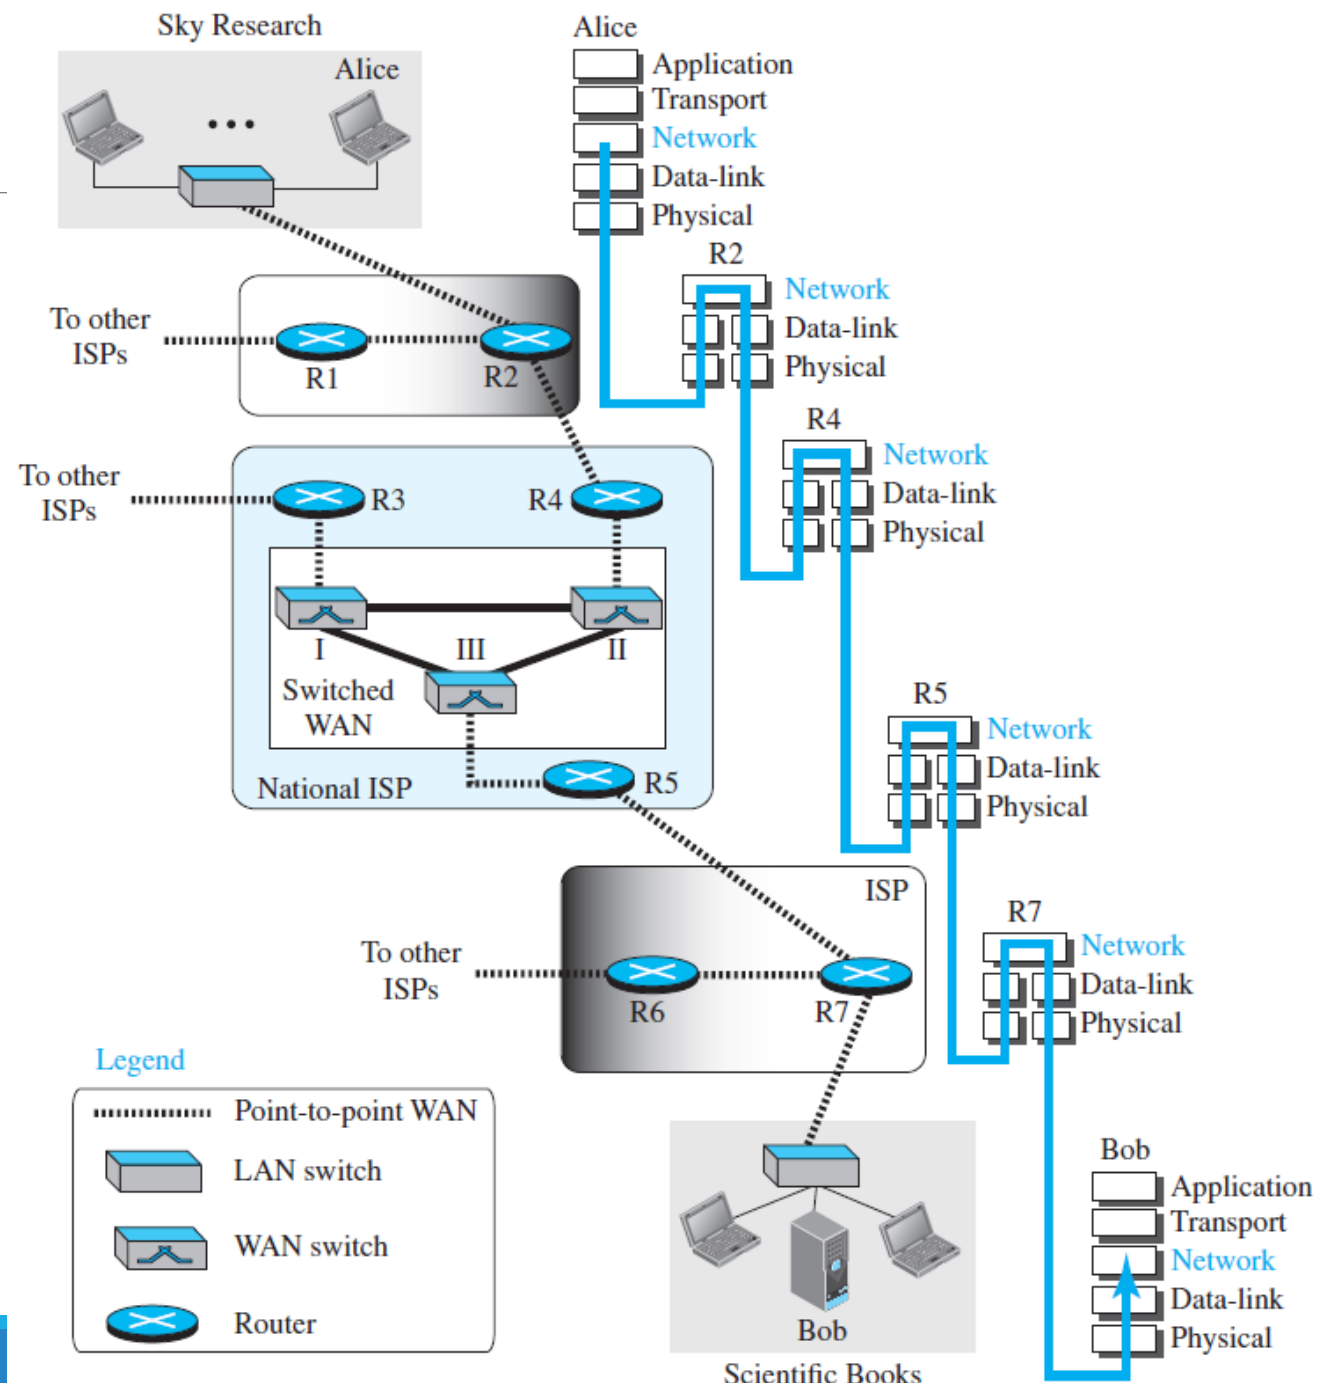 Sky Research
Alice
Alice
Application
Transport
Network
Data-link
Physical
R2
Network
Data-link
Physical
To other
ISPs
R1
R2
R4
Network
Data-link
Physical
To other
ISPs
R3
R4
I
III
II
Switched
WAN
R5
National ISP
R5
Network
Data-link
Physical
ISP
To other
ISPs
R6
R7
R7
Network
Data-link
Physical
Legend
Point-to-point WAN
LAN switch
WAN switch
Router
Bob
Scientific Books
Bob
Application
Transport
Network
Data-link
Physical